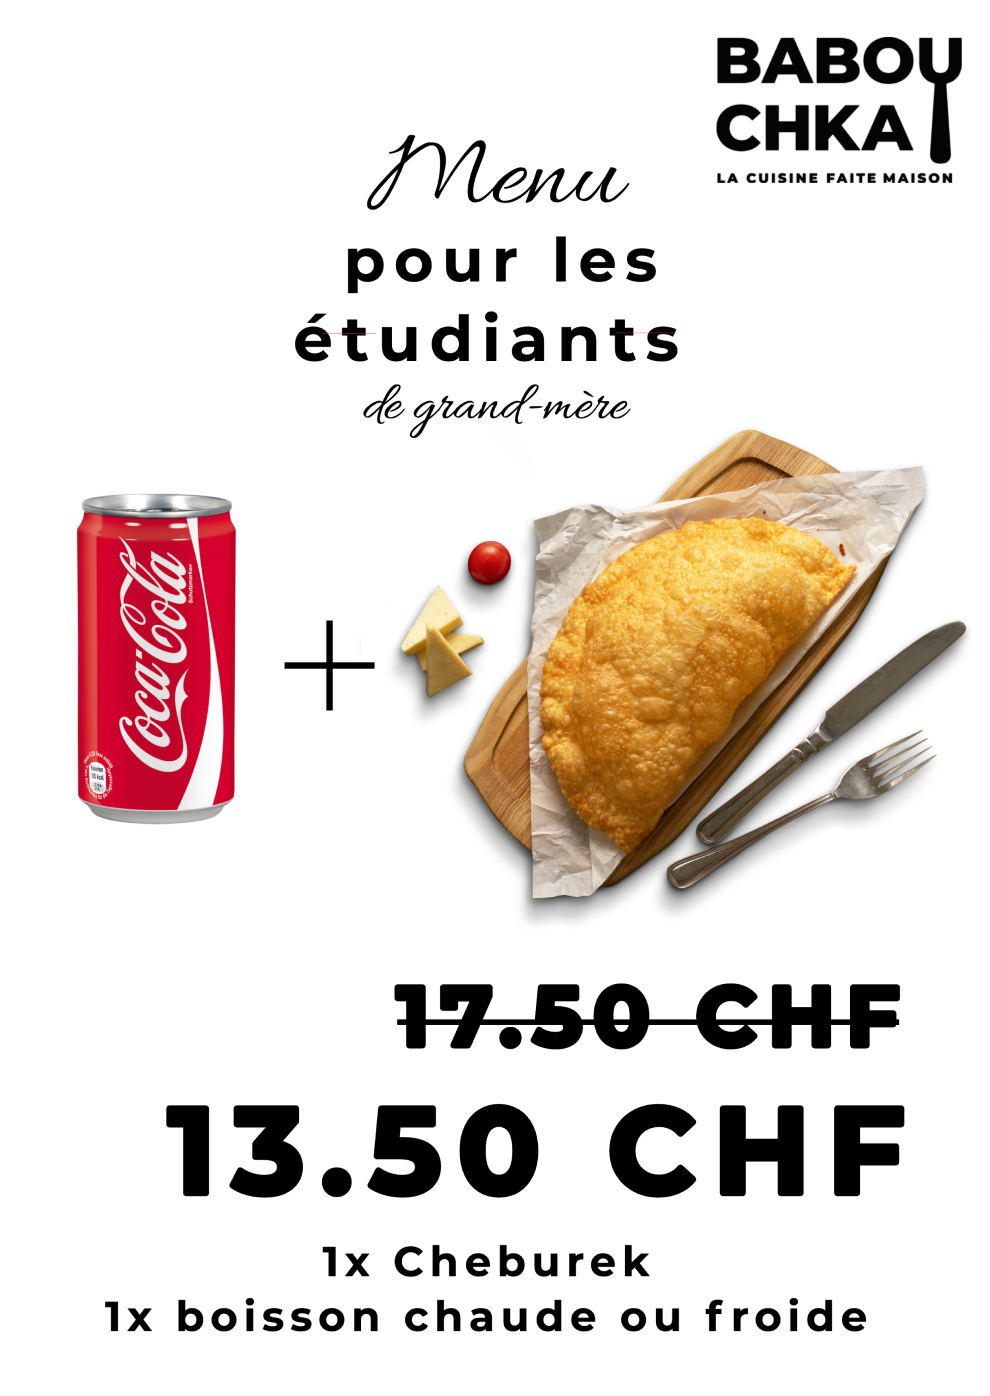 BABOU
CHKA
LA CUISINE FAITE MAISON
Menu
pour les
étudiants
de grand-mère
Coca-Cola
Schutzmarken
+
17.50 CHF
13.50 CHF
1x Cheburek
1x boisson chaude ou froide